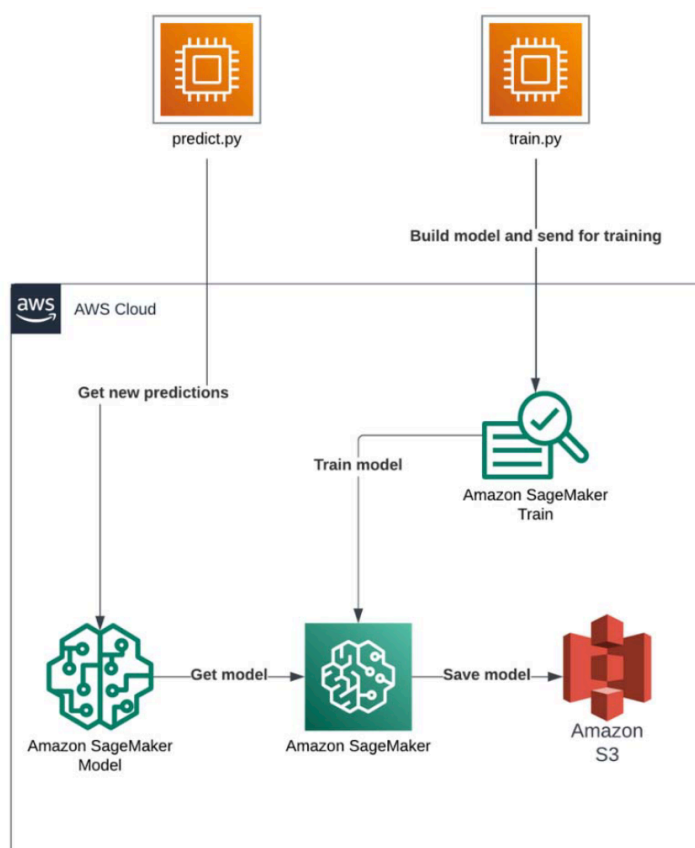 predict.py
train.py
Build model and send for training
aws
AWS Cloud
Get new predictions
Train model
Amazon SageMaker
Train
Get model
Save model
Amazon SageMaker
Model
Amazon SageMaker
Amazon
S3